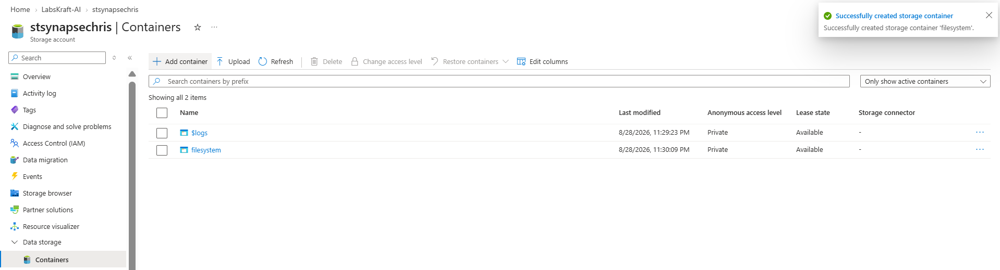 Home > LabsKraft-AI > stsynapsechris
stsynapsechris | Containers
Storage account
Successfully created storage container
Successfully created storage container 'filesystem'.
Search
Overview
Activity log
Tags
Diagnose and solve problems
Access Control (IAM)
Data migration
Events
Storage browser
Partner solutions
Resource visualizer
Data storage
Containers
Add container Upload Refresh Delete Change access level Restore containers Edit columns
Search containers by prefix Only show active containers
Showing all 2 items
Name Last modified Anonymous access level Lease state Storage connector
$logs 8/28/2026, 11:29:23 PM Private Available -
filesystem 8/28/2026, 11:30:09 PM Private Available -